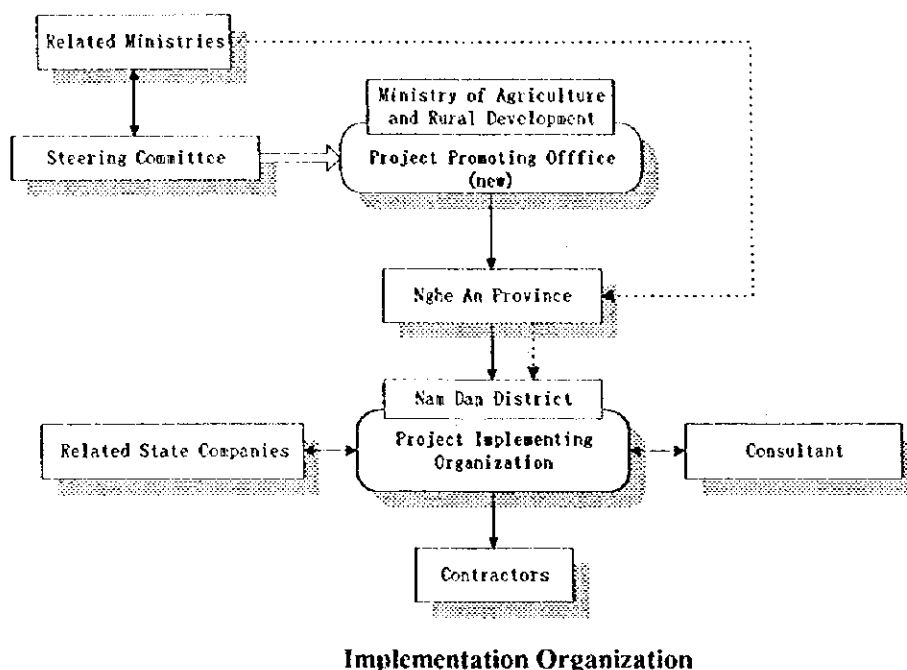 Related Ministries
Ministry of Agriculture
and Rural Development
Steering Committee
Project Promoting Offfice
(new)
Nghe An Province
Nam Dan District
Related State Companies
Project Implementing
Organization
Consultant
Contractors
Implementation Organization